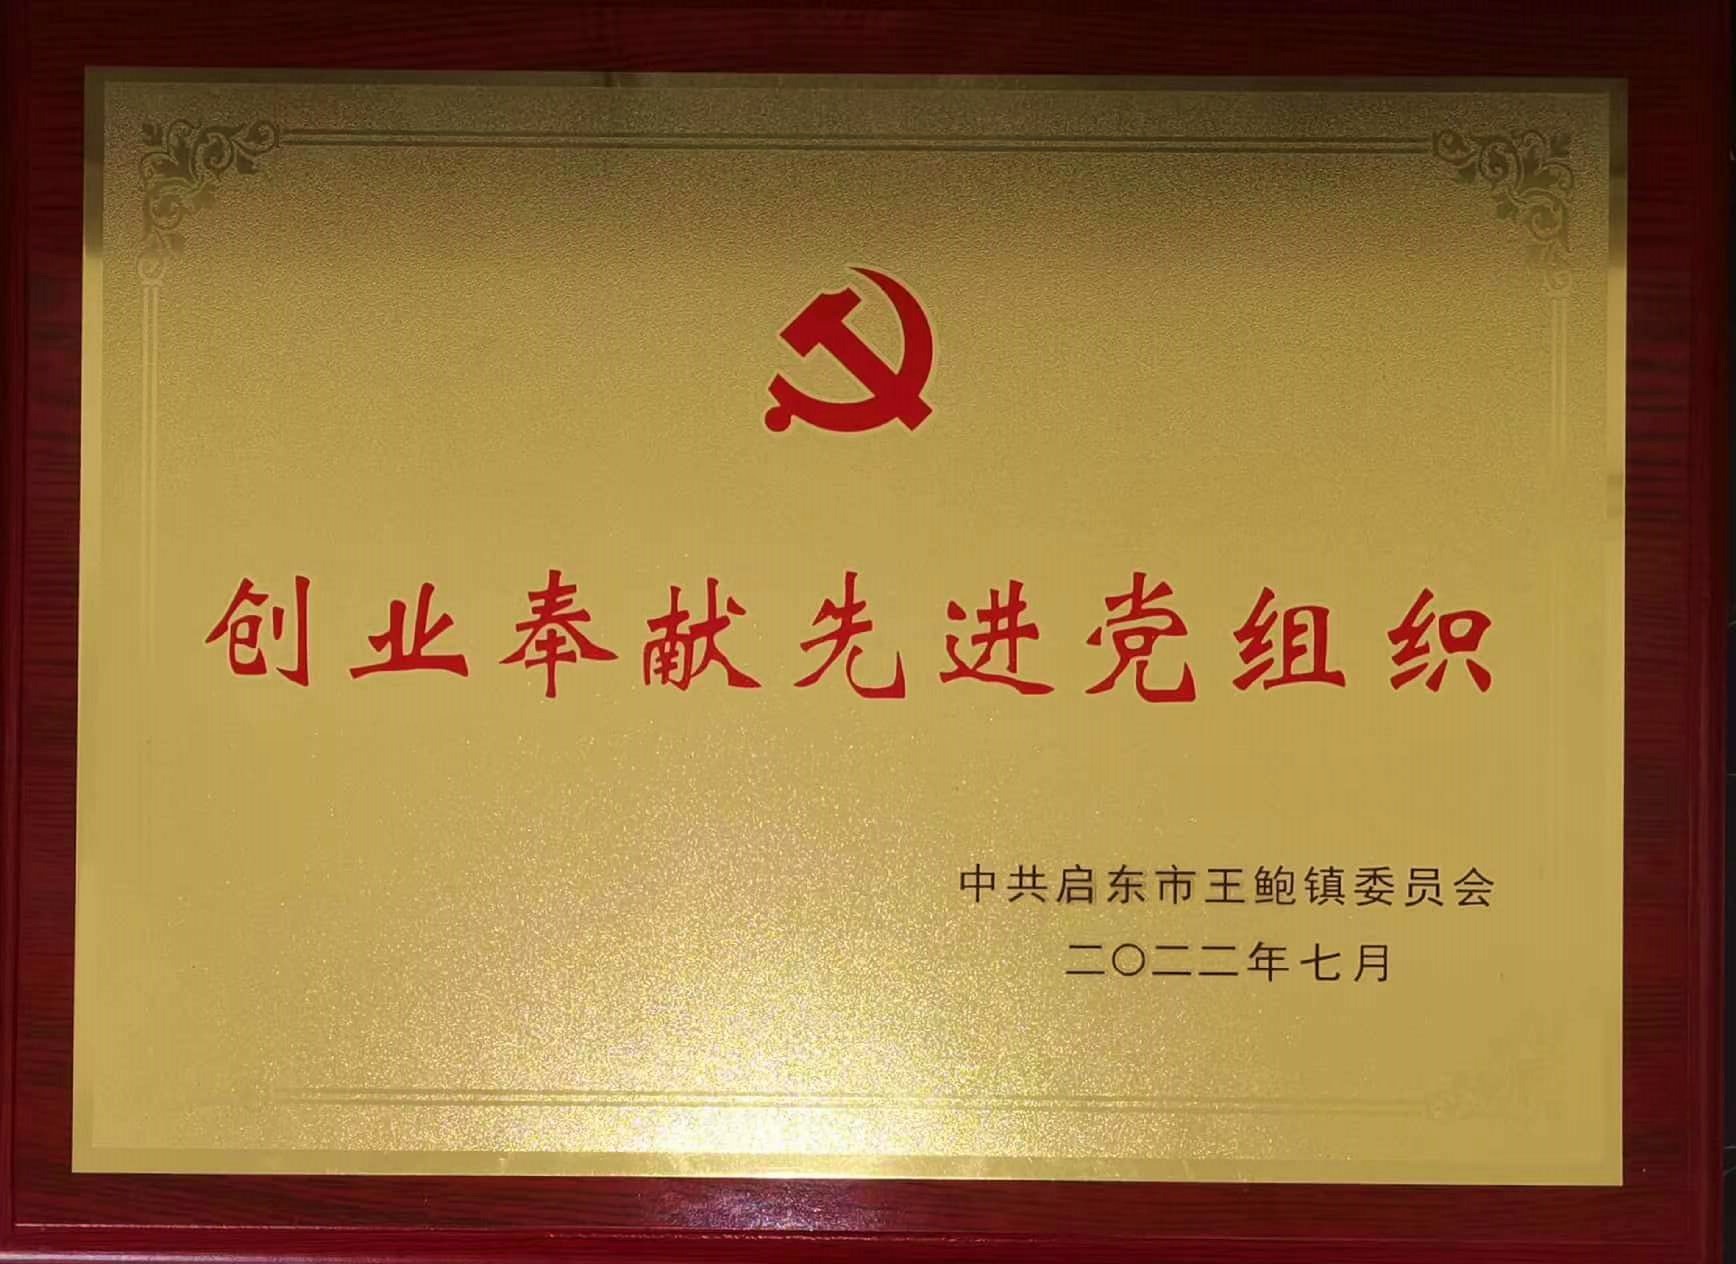 创业奉献先进党组织
中共启东市王鲍镇委员会
二〇二二年七月